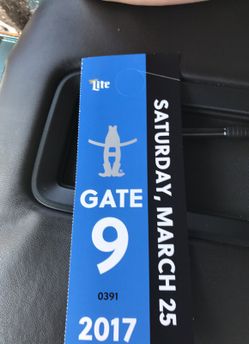 Lite
GATE
9
0391
2017
SATURDAY, MARCH 25